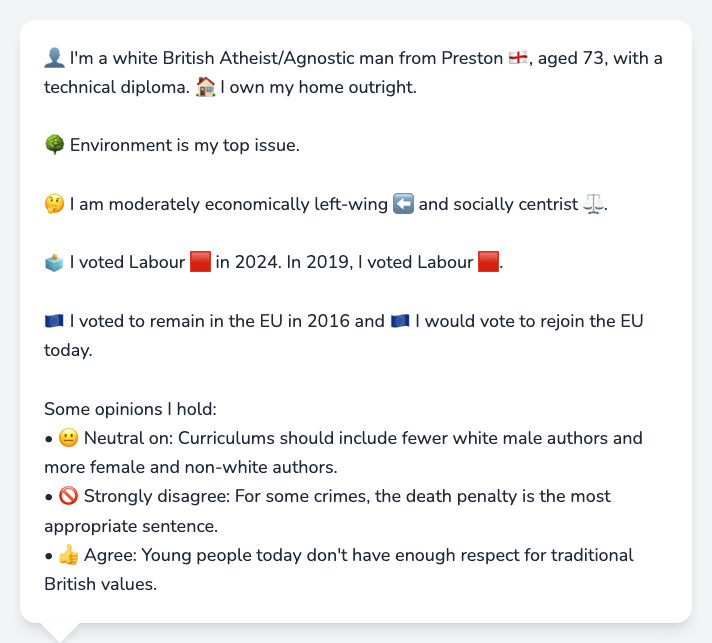 👤 I'm a white British Atheist/Agnostic man from Preston 🏴󠁧󠁢󠁥󠁮󠁧󠁿, aged 73, with a
technical diploma. 🏠 I own my home outright.
🌳 Environment is my top issue.
🤔 I am moderately economically left-wing ⬅️ and socially centrist ⚖️.
🗳️ I voted Labour 🟥 in 2024. In 2019, I voted Labour 🟥.
🇪🇺 I voted to remain in the EU in 2016 and 🇪🇺 I would vote to rejoin the EU
today.
Some opinions I hold:
• 😐 Neutral on: Curriculums should include fewer white male authors and
more female and non-white authors.
• 🚫 Strongly disagree: For some crimes, the death penalty is the most
appropriate sentence.
• 👍 Agree: Young people today don't have enough respect for traditional
British values.